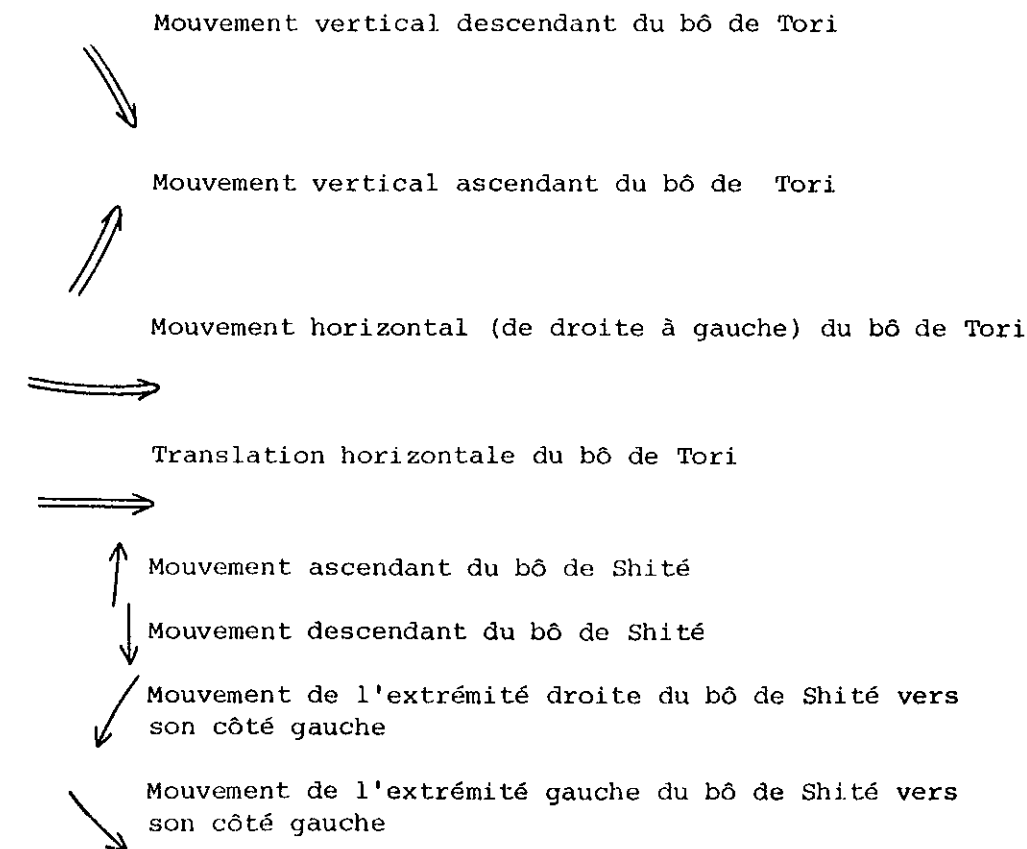 Mouvement vertical descendant du bô de Tori
Mouvement vertical ascendant du bô de Tori
Mouvement horizontal (de droite à gauche) du bô de Tori
Translation horizontale du bô de Tori
Mouvement ascendant du bô de Shité
Mouvement descendant du bô de Shité
Mouvement de l'extrémité droite du bô de Shité vers
son côté gauche
Mouvement de l'extrémité gauche du bô de Shité vers
son côté gauche